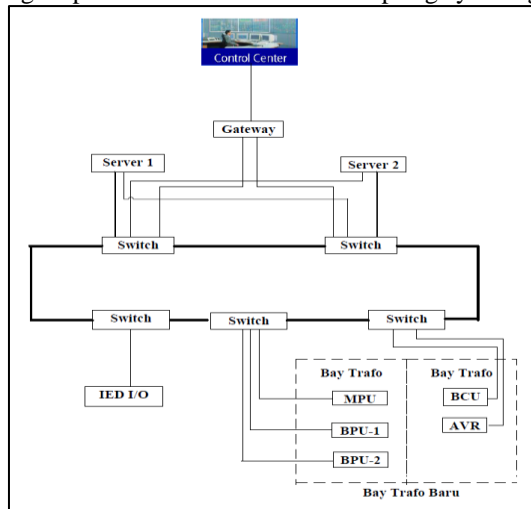 Control Center
Gateway
Server 1
Server 2
Switch
Switch
Switch
Switch
Switch
IED I/O
Bay Trafo
Bay Trafo
MPU
BCU
BPU-1
AVR
BPU-2
Bay Trafo Baru